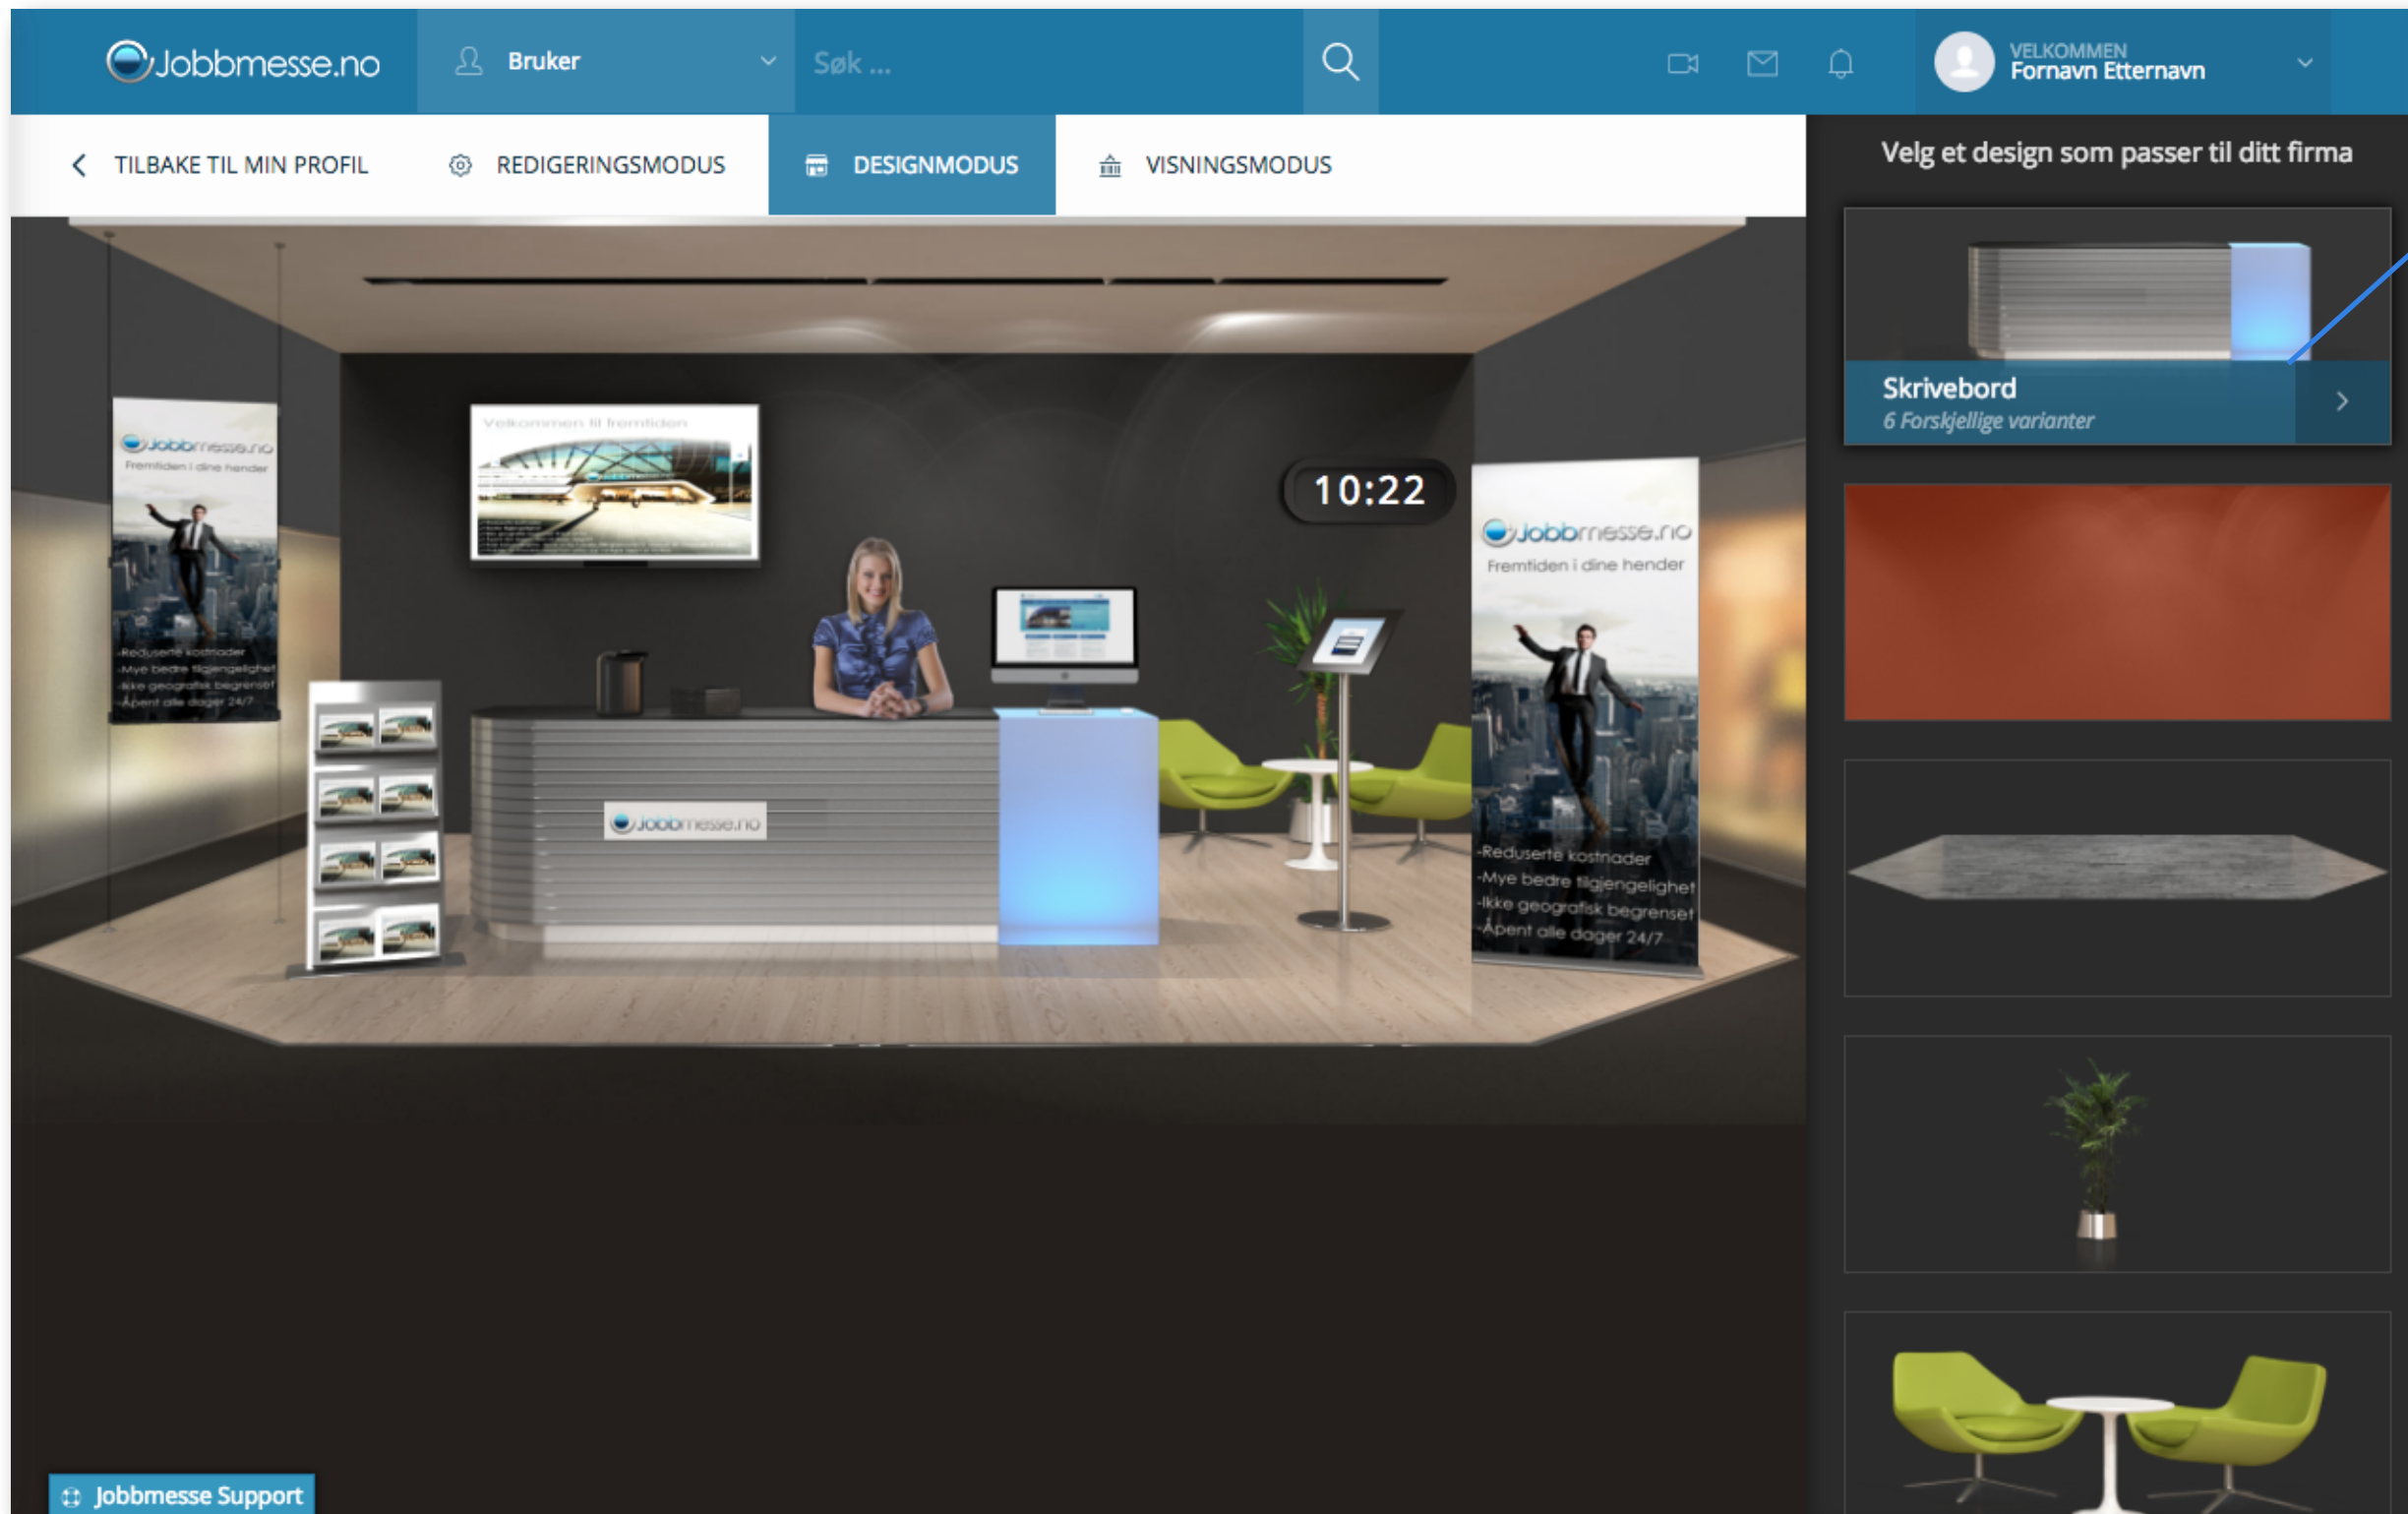 Jobbmesse.no
Bruker
Søk ...
VELKOMMEN
Fornavn Etternavn
TILBAKE TIL MIN PROFIL
REDIGERINGSMODUS
DESIGNMODUS
VISNINGSMODUS
Velg et design som passer til ditt firma
Skrivebord
6 Forskjellige varianter
Jobbmesse.no
Fremtiden i dine hender
-Reduserte kostnader
-Mye bedre tilgjengelighet
-Ikke geografisk begrenset
-Åpent alle dager 24/7
Velkommen til fremtiden
10:22
Jobbmesse.no
Jobbmesse.no
Fremtiden i dine hender
-Reduserte kostnader
-Mye bedre tilgjengelighet
-Ikke geografisk begrenset
-Åpent alle dager 24/7
Jobbmesse Support